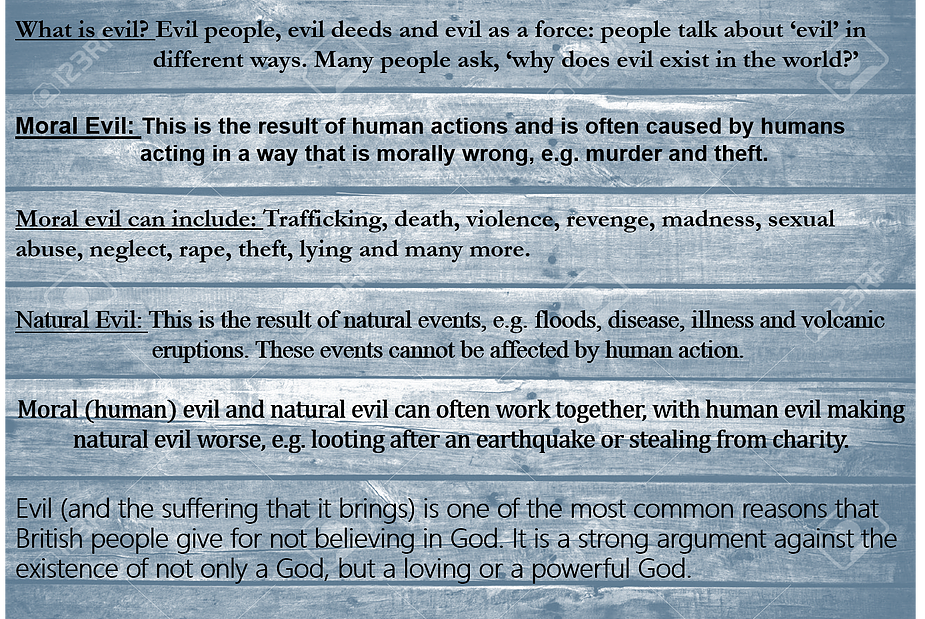 What is evil? Evil people, evil deeds and evil as a force: people talk about ‘evil’ in
different ways. Many people ask, ‘why does evil exist in the world?’
Moral Evil: This is the result of human actions and is often caused by humans
acting in a way that is morally wrong, e.g. murder and theft.
Moral evil can include: Trafficking, death, violence, revenge, madness, sexual
abuse, neglect, rape, theft, lying and many more.
Natural Evil: This is the result of natural events, e.g. floods, disease, illness and volcanic
eruptions. These events cannot be affected by human action.
Moral (human) evil and natural evil can often work together, with human evil making
natural evil worse, e.g. looting after an earthquake or stealing from charity.
Evil (and the suffering that it brings) is one of the most common reasons that
British people give for not believing in God. It is a strong argument against the
existence of not only a God, but a loving or a powerful God.
123RF
123RF
123RF
123RF